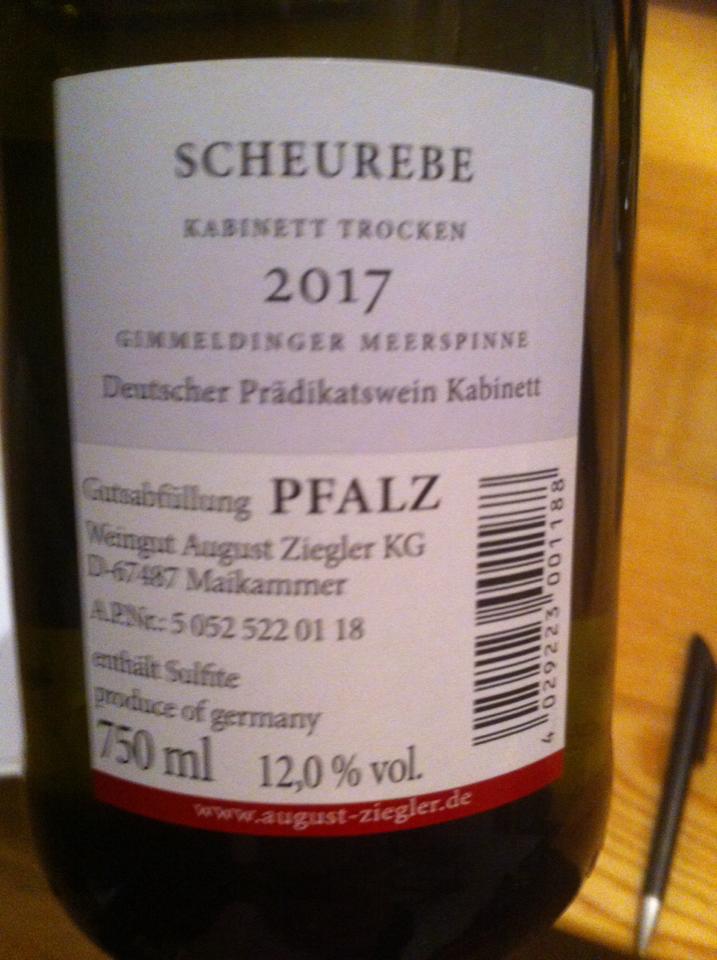 SCHEUREBE
KABINETT TROCKEN
2017
GIMMELDINGER MEERSPINNE
Deutscher Prädikatswein Kabinett
Gutsabfüllung PFALZ
Weingut August Ziegler KG
D-67487 Maikammer
A.P.Nr.: 5 052 522 01 18
enthält Sulfite
produce of germany
750 ml 12,0 % vol.
4 029223 001188
www.august-ziegler.de